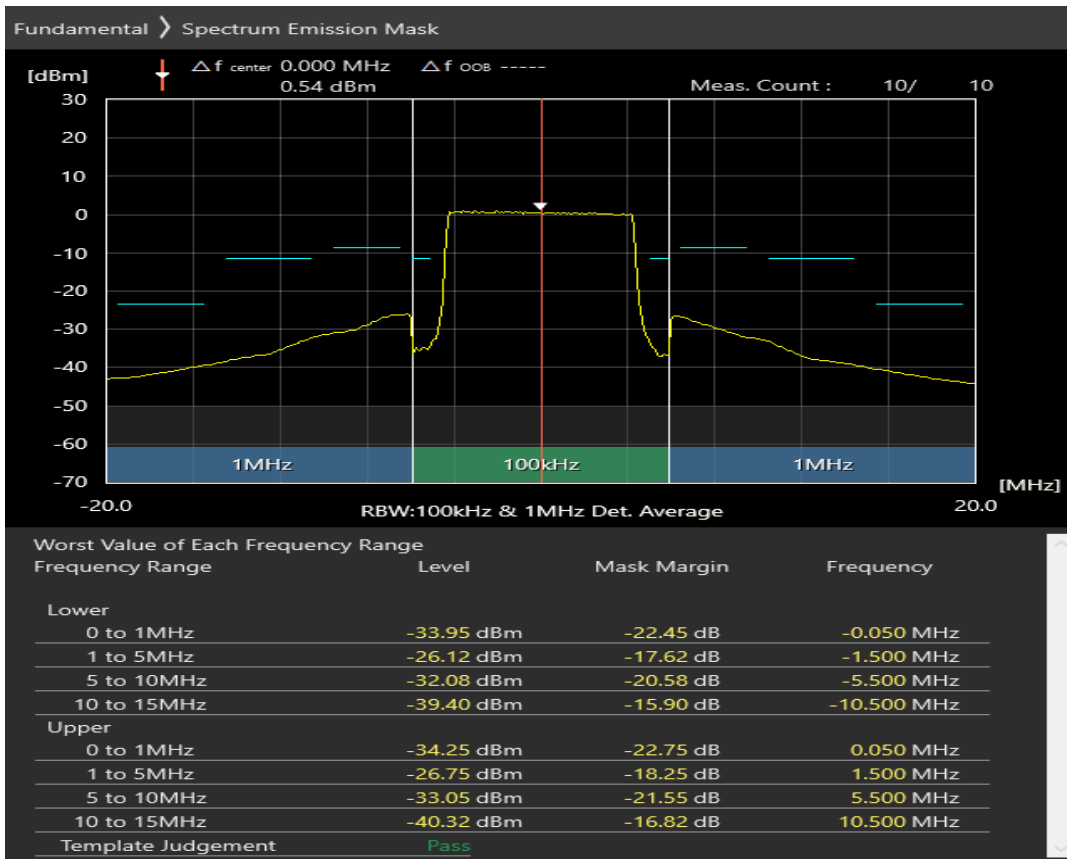 Fundamental ❭ Spectrum Emission Mask
[dBm] △f center 0.000 MHz △f OOB -----
0.54 dBm Meas. Count : 10/ 10
30
20
10
0
-10
-20
-30
-40
-50
-60
1MHz 100kHz 1MHz
-70
[MHz]
-20.0 RBW:100kHz & 1MHz Det. Average 20.0
Worst Value of Each Frequency Range
Frequency Range Level Mask Margin Frequency
Lower
0 to 1MHz -33.95 dBm -22.45 dB -0.050 MHz
1 to 5MHz -26.12 dBm -17.62 dB -1.500 MHz
5 to 10MHz -32.08 dBm -20.58 dB -5.500 MHz
10 to 15MHz -39.40 dBm -15.90 dB -10.500 MHz
Upper
0 to 1MHz -34.25 dBm -22.75 dB 0.050 MHz
1 to 5MHz -26.75 dBm -18.25 dB 1.500 MHz
5 to 10MHz -33.05 dBm -21.55 dB 5.500 MHz
10 to 15MHz -40.32 dBm -16.82 dB 10.500 MHz
Template Judgement Pass